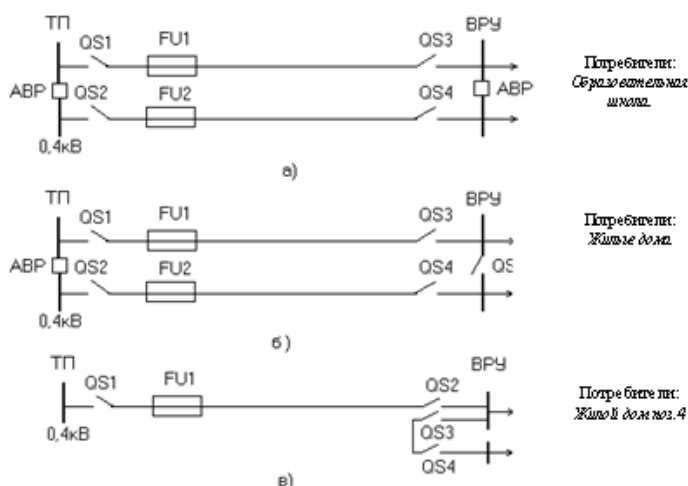 ТП
QS1
FU1
QS3
ВРУ
АВР
QS2
FU2
QS4
АВР
0,4кВ
Потребители:
Образовательная
школа.
а)
ТП
QS1
FU1
QS3
ВРУ
АВР
QS2
FU2
QS4
QS
0,4кВ
Потребители:
Жилые дома
б)
ТП
QS1
FU1
QS2
ВРУ
0,4кВ
QS3
QS4
Потребители:
Жилой дом поз.4
в)